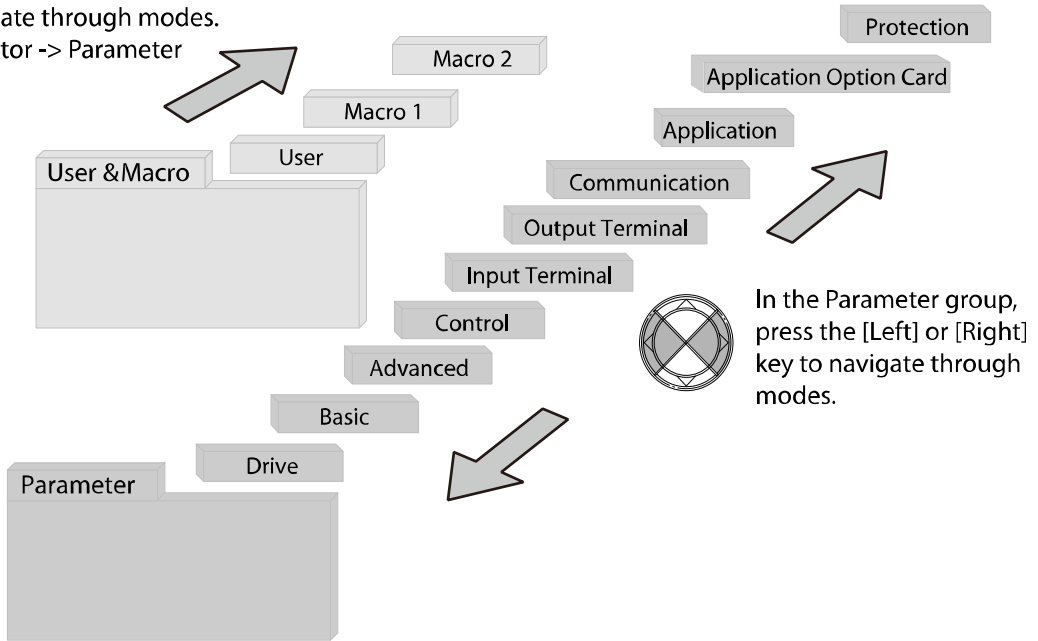 ate through modes.
tor -> Parameter
Macro 2
Macro 1
User
User &Macro
Protection
Application Option Card
Application
Communication
Output Terminal
Input Terminal
Control
Advanced
Basic
Drive
Parameter
In the Parameter group,
press the [Left] or [Right]
key to navigate through
modes.